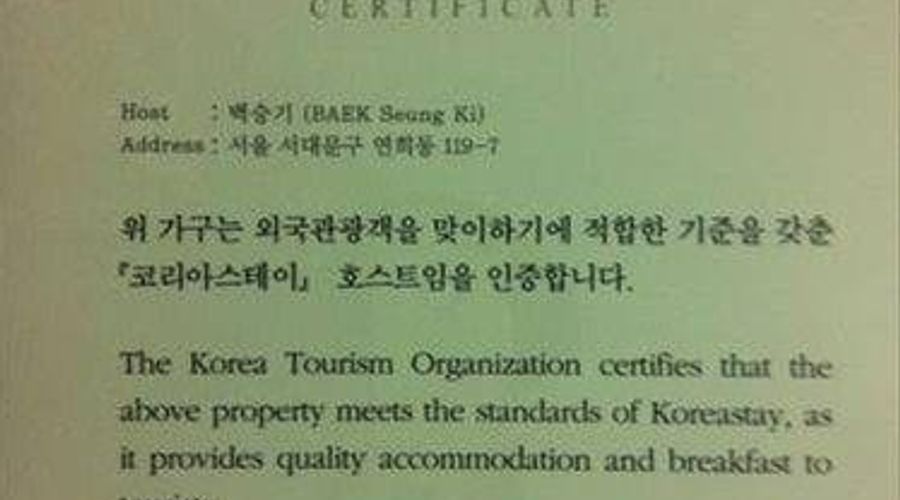 CERTIFICATE
Host : 백승기 (BAEK Seung Ki)
Address : 서울 서대문구 연희동 119-7
위 가구는 외국관광객을 맞이하기에 적합한 기준을 갖춘
『코리아스테이』 호스트임을 인증합니다.
The Korea Tourism Organization certifies that the
above property meets the standards of Koreastay, as
it provides quality accommodation and breakfast to